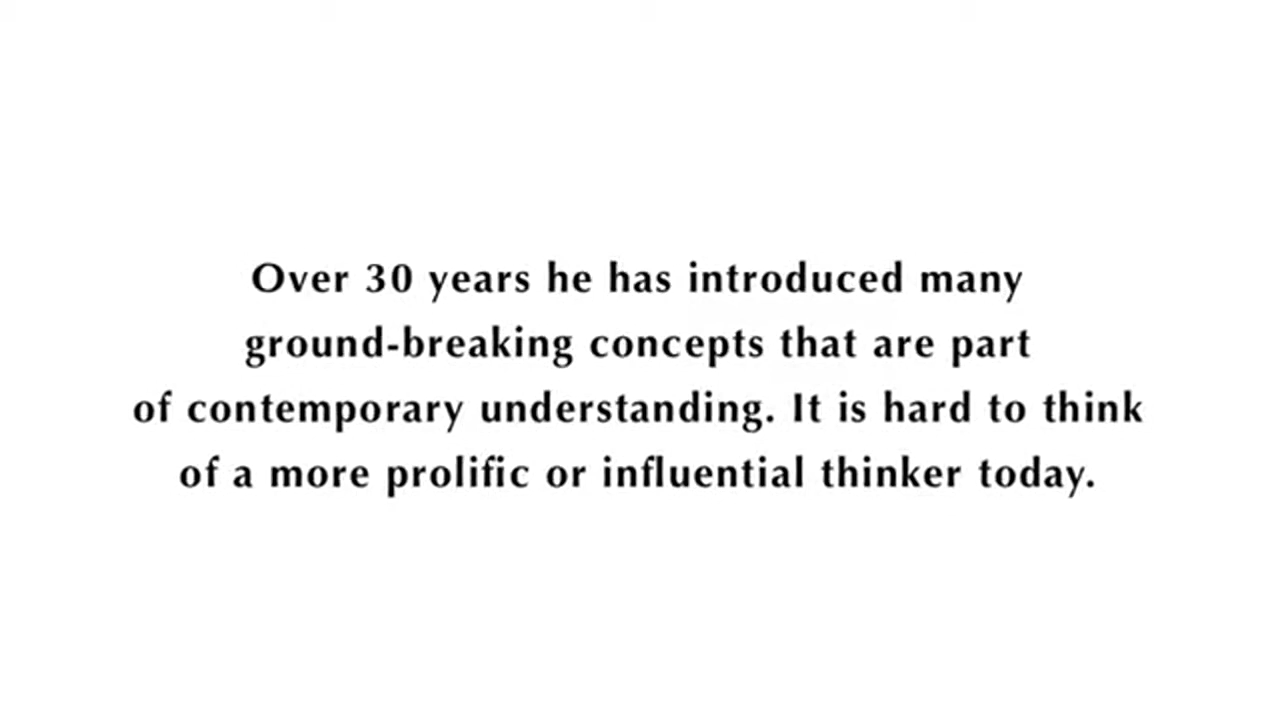 Over 30 years he has introduced many
ground-breaking concepts that are part
of contemporary understanding. It is hard to think
of a more prolific or influential thinker today.